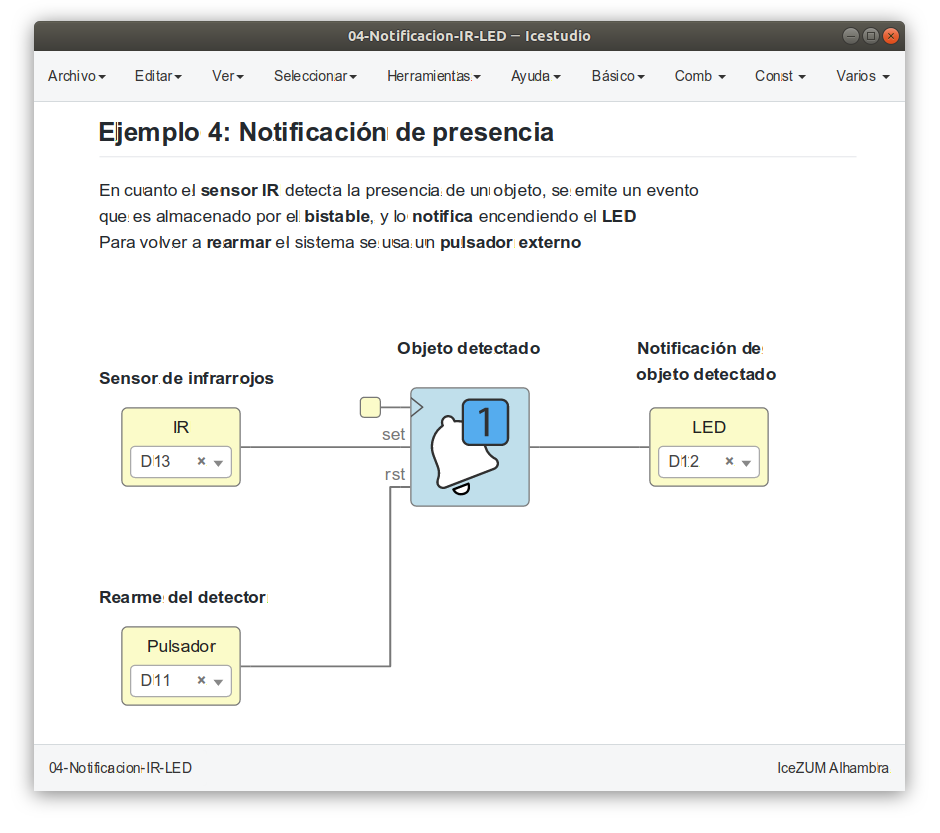 04-Notificacion-IR-LED — Icestudio
Archivo Editar Ver Seleccionar Herramientas Ayuda Básico Comb Const Varios
Ejemplo 4: Notificación de presencia
En cuanto el sensor IR detecta la presencia de un objeto, se emite un evento
que es almacenado por el bistable, y lo notifica encendiendo el LED
Para volver a rearmar el sistema se usa un pulsador externo
Objeto detectado
Notificación de
objeto detectado
Sensor de infrarrojos
IR
D13
set
rst
1
LED
D12
Rearme del detector
Pulsador
D11
04-Notificacion-IR-LED
IceZUM Alhambra